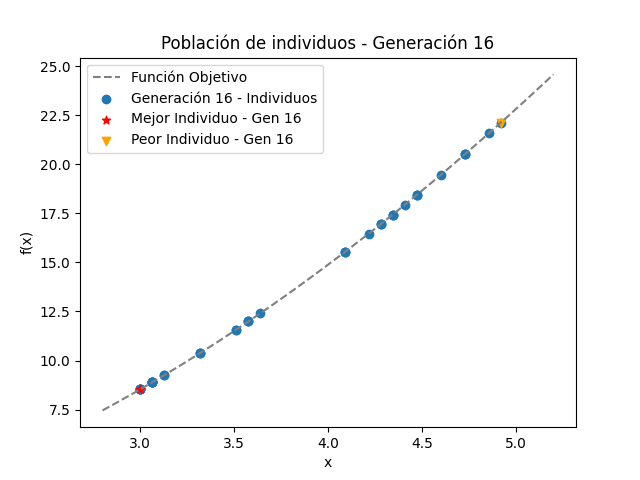 Población de individuos - Generación 16
25.0
22.5
20.0
17.5
15.0
12.5
10.0
7.5
f(x)
Función Objetivo
Generación 16 - Individuos
Mejor Individuo - Gen 16
Peor Individuo - Gen 16
3.0 3.5 4.0 4.5 5.0
x